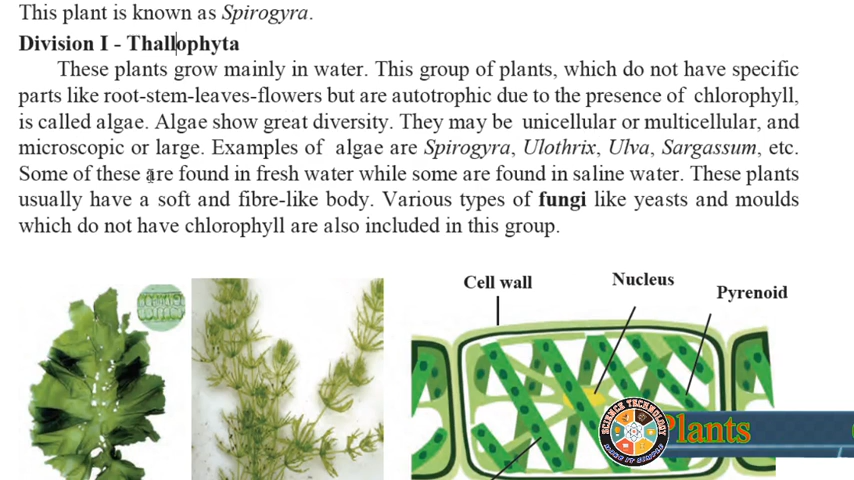 This plant is known as Spirogyra.
Division I - Thallophyta
These plants grow mainly in water. This group of plants, which do not have specific
parts like root-stem-leaves-flowers but are autotrophic due to the presence of chlorophyll,
is called algae. Algae show great diversity. They may be unicellular or multicellular, and
microscopic or large. Examples of algae are Spirogyra, Ulothrix, Ulva, Sargassum, etc.
Some of these are found in fresh water while some are found in saline water. These plants
usually have a soft and fibre-like body. Various types of fungi like yeasts and moulds
which do not have chlorophyll are also included in this group.
Cell wall
Nucleus
Pyrenoid
SCIENCE TECHNOLOGY
MAKE IT SIMPLE
Plants